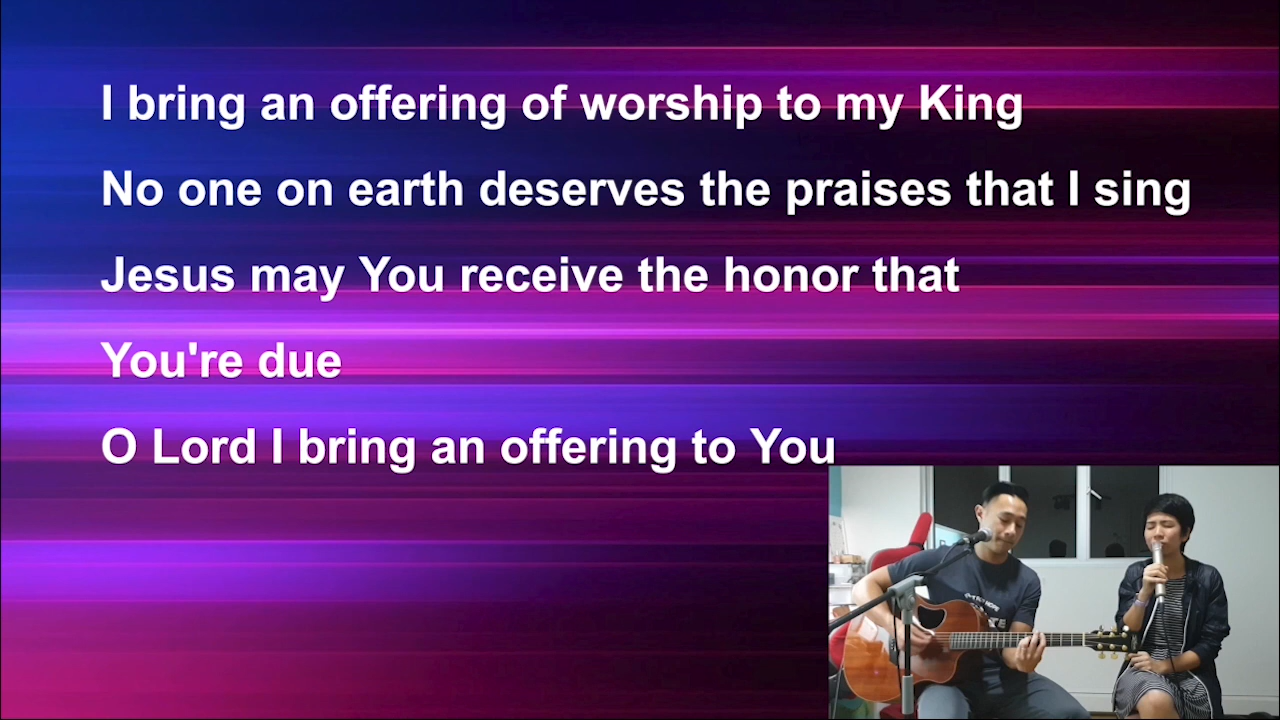 I bring an offering of worship to my King
No one on earth deserves the praises that I sing
Jesus may You receive the honor that
You're due
O Lord I bring an offering to You